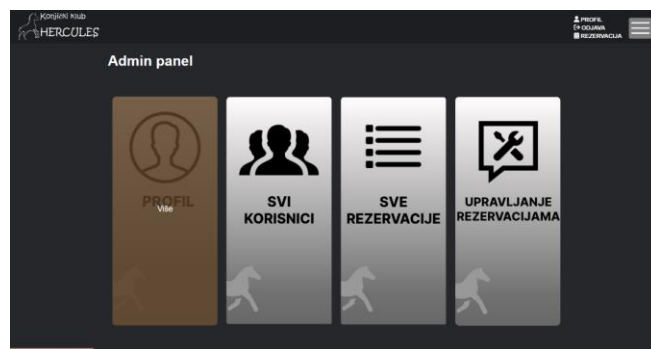 Konjički Klub
HERCULES
PROFIL
ODJAVA
REZERVACIJA
Admin panel
PROFIL
Više
SVI
KORISNICI
SVE
REZERVACIJE
UPRAVLJANJE
REZERVACIJAMA